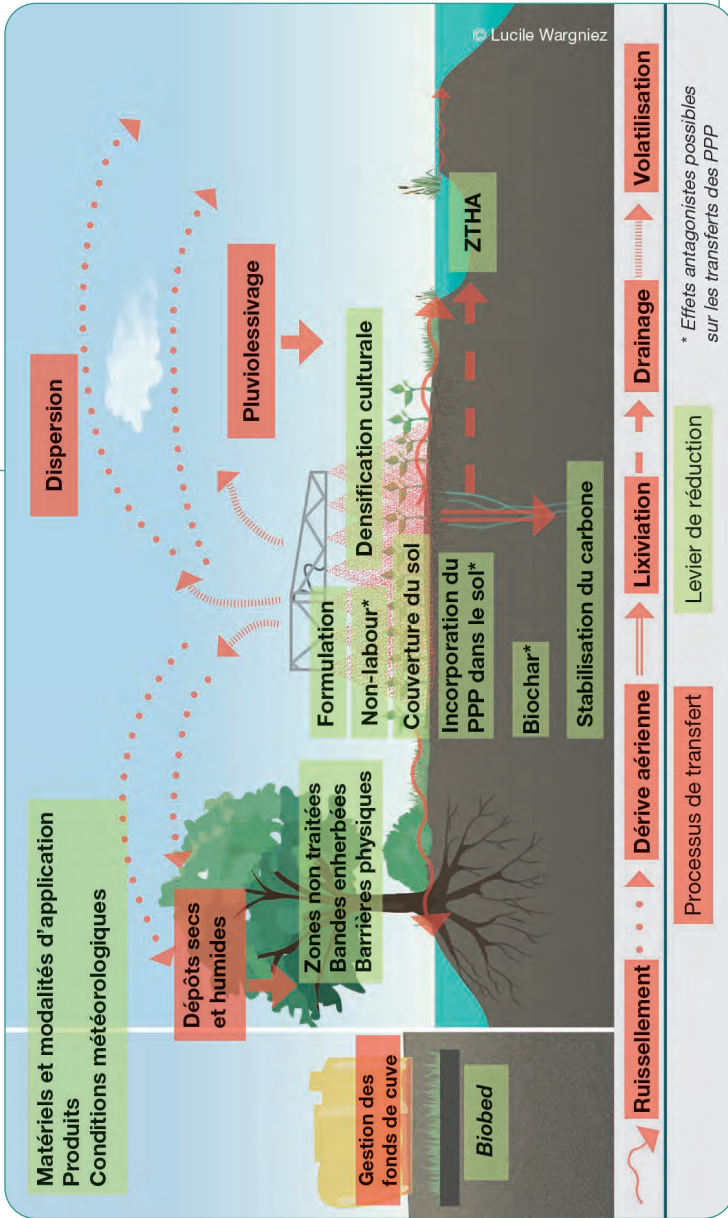 © Lucile Wargniez
Matériels et modalités d'application
Produits
Conditions météorologiques
Dispersion
Dépôts secs
et humides
Pluviolessivage
Zones non traitées
Bandes enherbées
Barrières physiques
Formulation
Non-labour*
Densification culturale
Couverture du sol
Gestion des
fonds de cuve
Biobed
Incorporation du
PPP dans le sol*
Biochar*
Stabilisation du carbone
ZTHA
Ruissellement
Dérive aérienne
Lixiviation
Drainage
Volatilisation
Processus de transfert
Levier de réduction
* Effets antagonistes possibles
sur les transferts des PPP